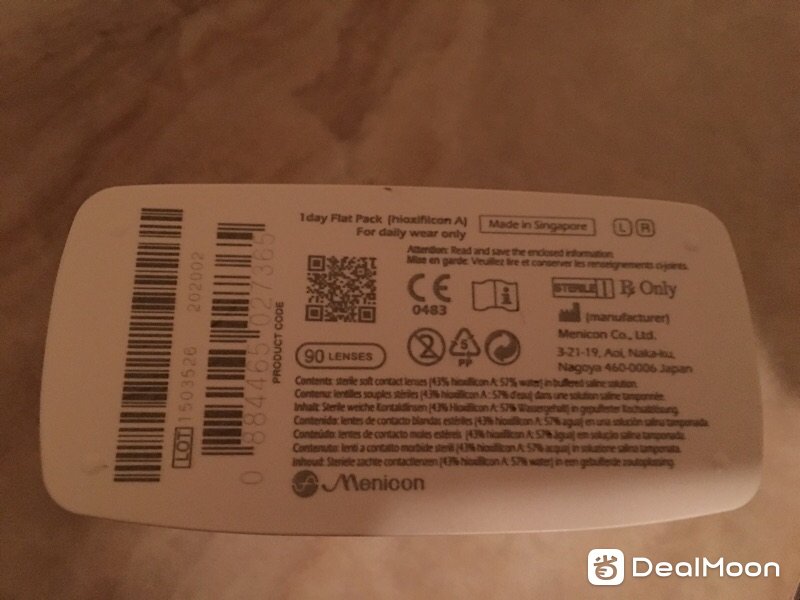 1day Flat Pack (hioxifilcon A)
For daily wear only
Made in Singapore
L R
Attention: Read and save the enclosed information.
Mise en garde: Veuillez lire et conserver les renseignements ci-joints.
CE
0483
STERILE
Rx Only
(manufacturer)
Menicon Co., Ltd.
3-21-19, Aoi, Naka-ku,
Nagoya 460-0006 Japan
90 LENSES
2
5
PP
Contents: sterile soft contact lenses (43% hioxifilcon A: 57% water) in buffered saline solution.
Contenu: lentilles souples stériles (43% hioxifilcon A: 57% d'eau) dans une solution saline tamponnée.
Inhalt: Sterile weiche Kontaktlinsen (43% hioxifilcon A: 57% Wassergehalt) in gepufferter Kochsalzlösung.
Contenido: lentes de contacto blandas estériles (43% hioxifilcon A: 57% agua) en una solución salina tamponada.
Conteúdo: lentes de contacto moles estéreis (43% hioxifilcon A: 57% água) em solução salina tamponada.
Contenuto: lenti a contatto morbide sterili (43% hioxifilcon A: 57% acqua) in soluzione salina tamponata.
Inhoud: Steriele zachte contactlenzen (43% hioxifilcon A: 57% water) in een gebufferde zoutoplossing.
Menicon
LOT 1503526 202002
0 884465 027365
PRODUCT CODE
DealMoon